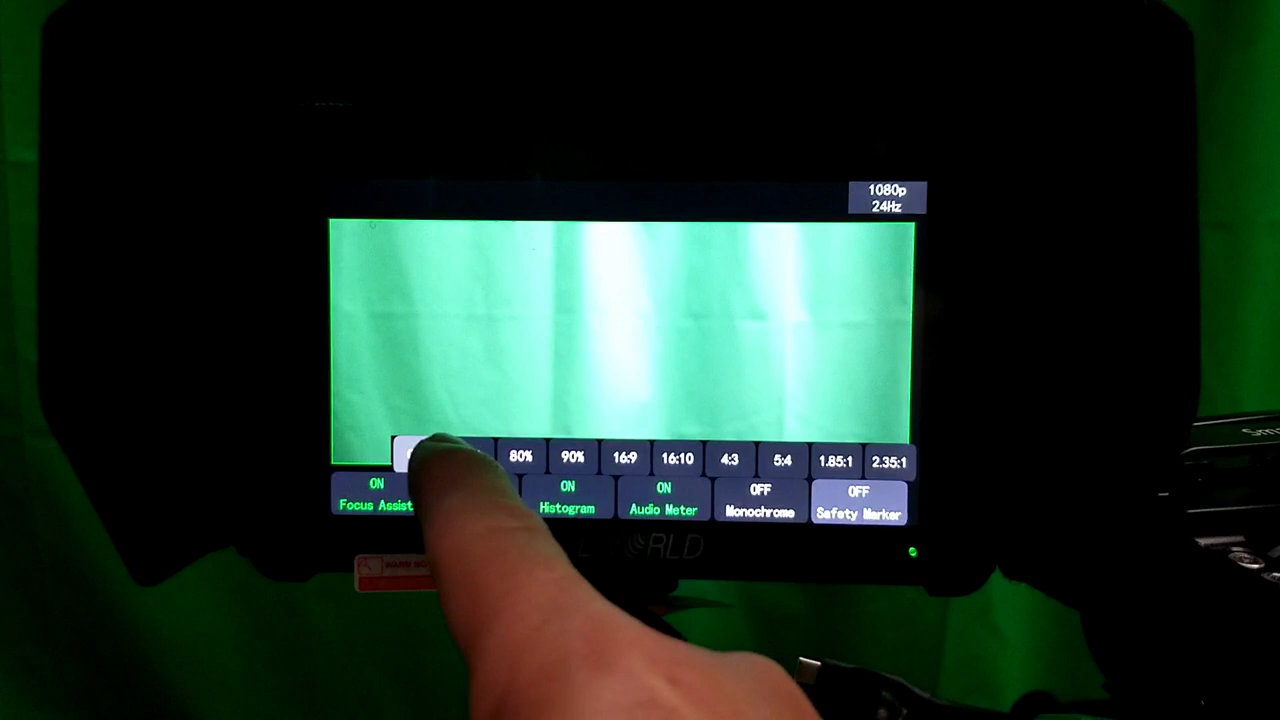 1080p
24Hz
80% 90% 16:9 16:10 4:3 5:4 1.85:1 2.35:1
ON ON ON OFF OFF
Focus Assist Histogram Audio Meter Monochrome Safety Marker
RLD